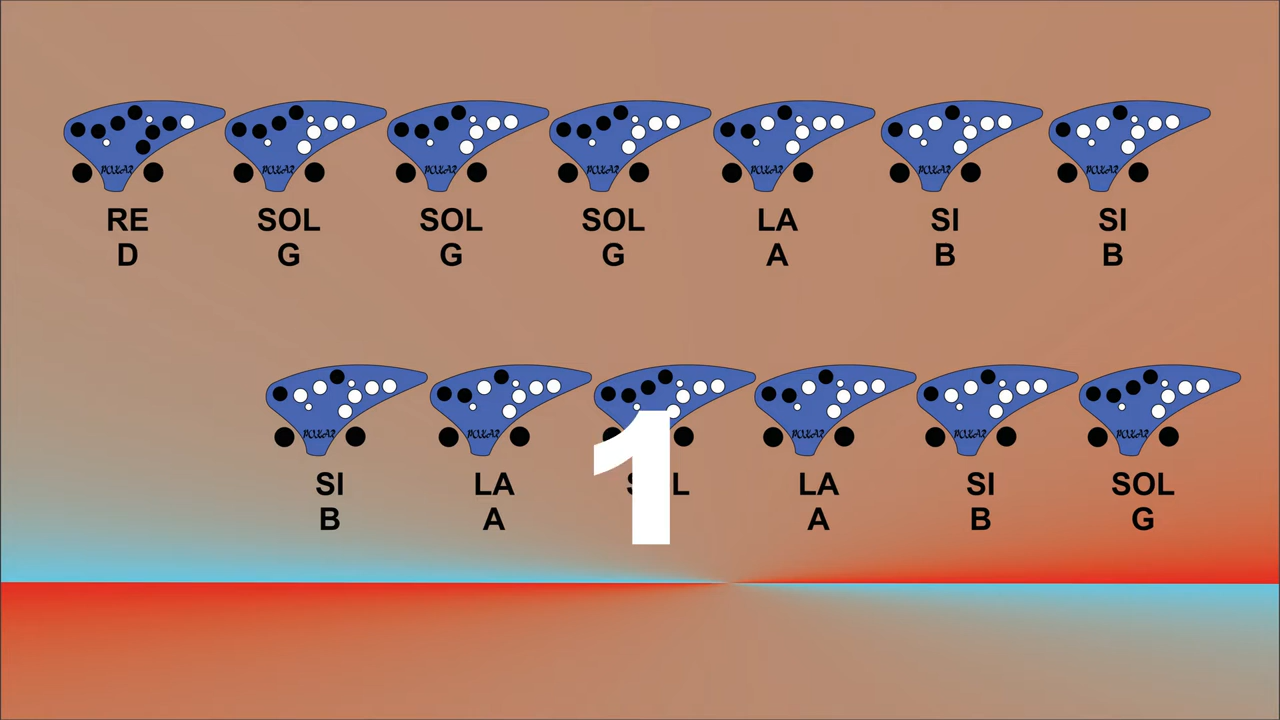 RE SOL SOL SOL LA SI SI
D G G G A B B
SI LA LA SI SOL
B A A B G
1